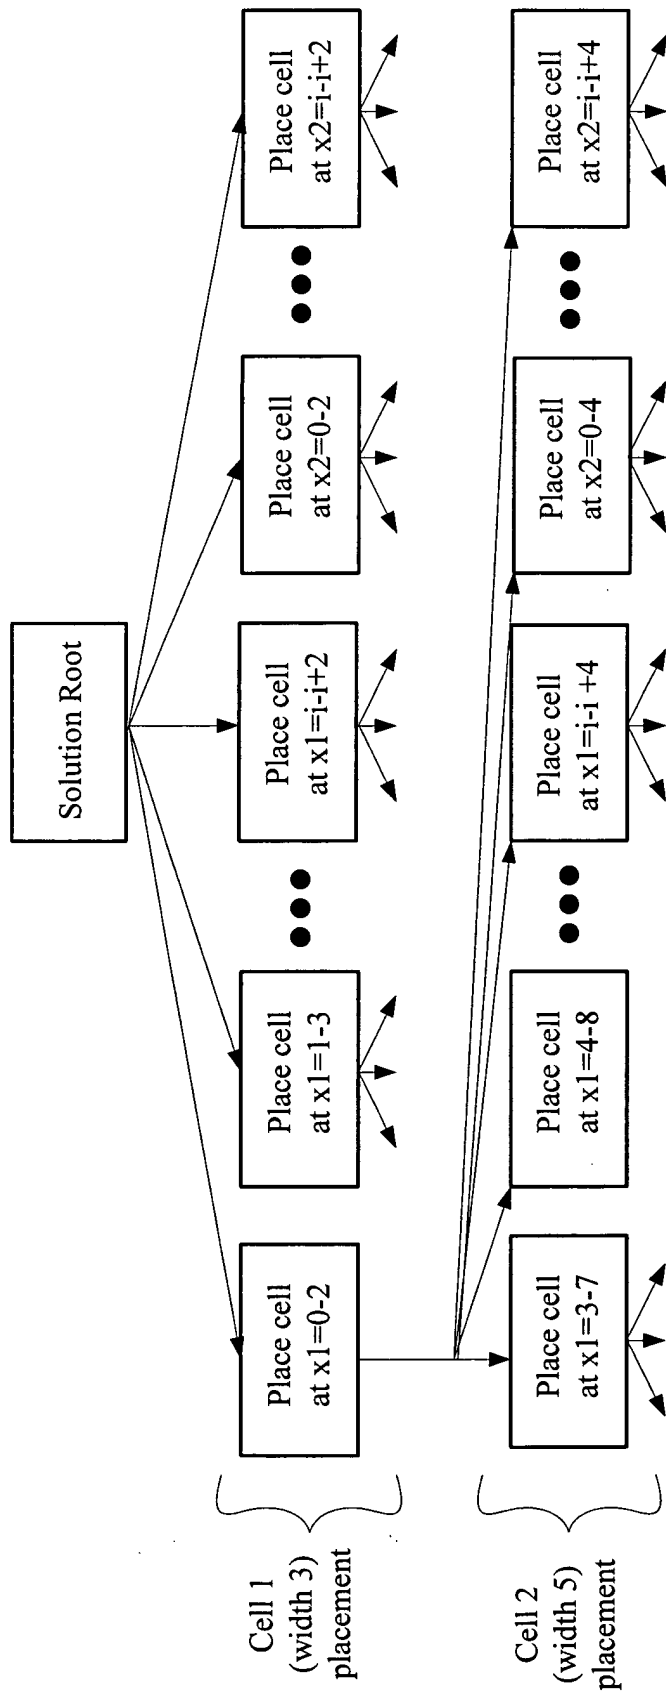 Solution Root
Cell 1
(width 3)
placement
Place cell
at x1=0-2
Place cell
at x1=1-3
Place cell
at x1=i-i+2
Place cell
at x2=0-2
Place cell
at x2=i-i+2
Cell 2
(width 5)
placement
Place cell
at x1=3-7
Place cell
at x1=4-8
Place cell
at x1=i-i +4
Place cell
at x2=0-4
Place cell
at x2=i-i+4